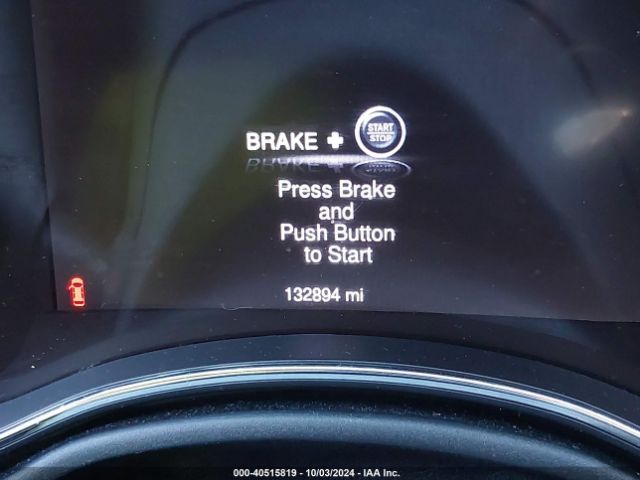 START
STOP
BRAKE +
Press Brake
and
Push Button
to Start
132894 mi
000-40515819 - 10/03/2024 - IAA Inc.